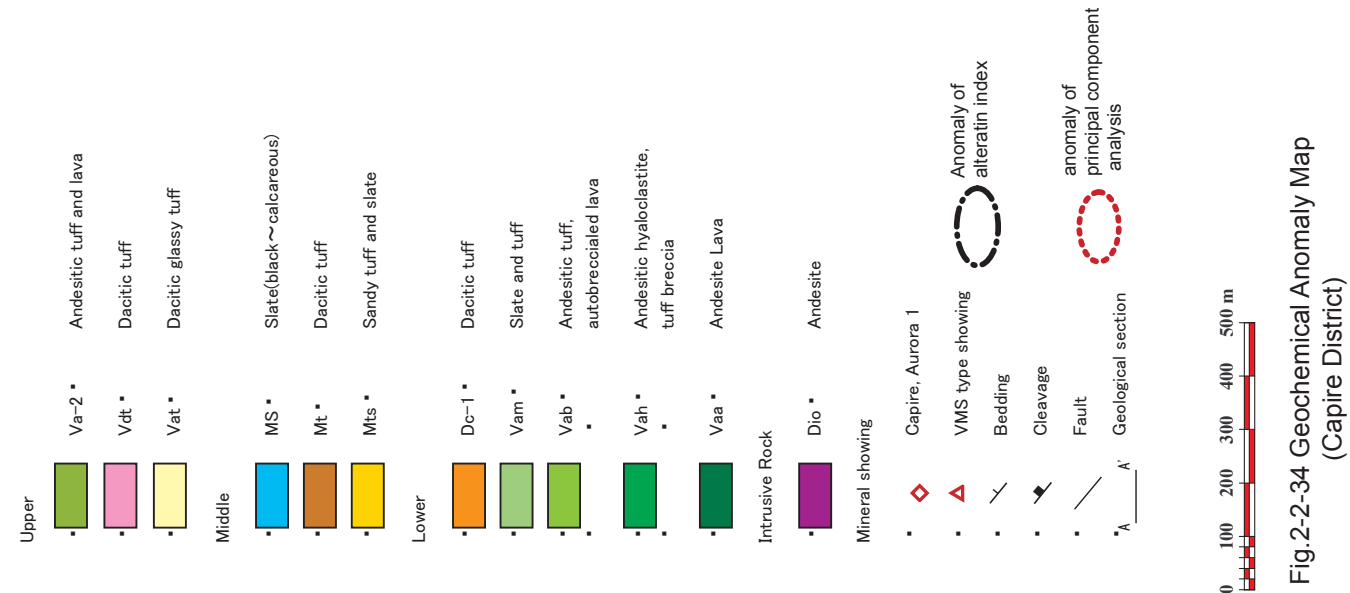 Upper
Va-2 Andesitic tuff and lava
Vdt Dacitic tuff
Vat Dacitic glassy tuff
Middle
MS Slate(black～calcareous)
Mt Dacitic tuff
Mts Sandy tuff and slate
Lower
Dc-1 Dacitic tuff
Vam Slate and tuff
Vab Andesitic tuff,
autobreccialed lava
Vah Andesitic hyaloclastite,
tuff breccia
Vaa Andesite Lava
Intrusive Rock
Dio Andesite
Mineral showing
Capire, Aurora 1
VMS type showing
Bedding
Cleavage
Fault
A A' Geological section
Anomaly of
alteratin index
anomaly of
principal component
analysis
0 100 200 300 400 500 m
Fig.2-2-34 Geochemical Anomaly Map
(Capire District)